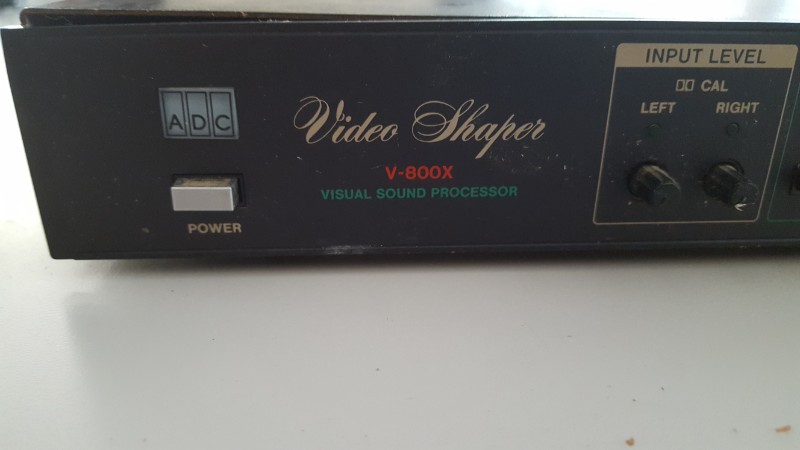 ADC
Video Shaper
V-800X
VISUAL SOUND PROCESSOR
POWER
INPUT LEVEL
CAL
LEFT RIGHT